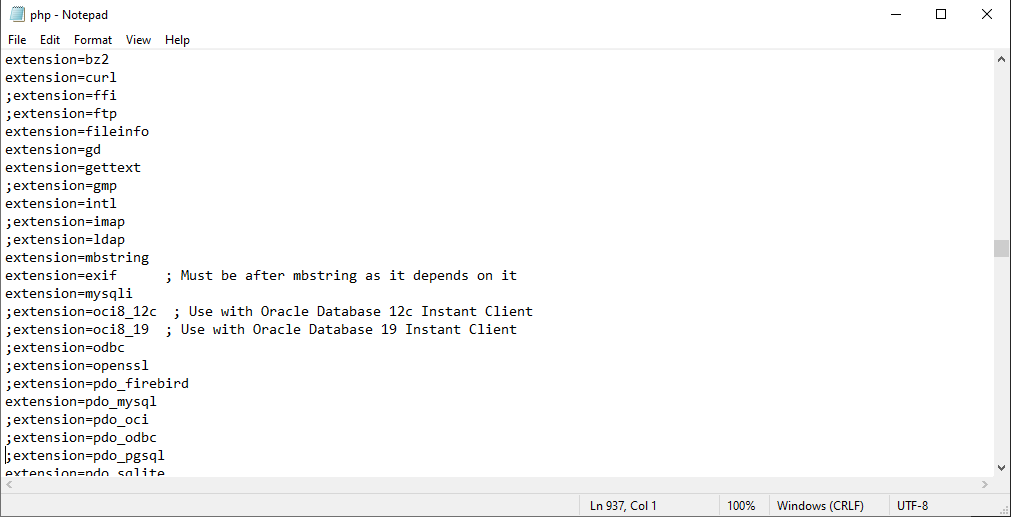 php - Notepad
File Edit Format View Help
extension=bz2
extension=curl
;extension=ffi
;extension=ftp
extension=fileinfo
extension=gd
extension=gettext
;extension=gmp
extension=intl
;extension=imap
;extension=ldap
extension=mbstring
extension=exif      ; Must be after mbstring as it depends on it
extension=mysqli
;extension=oci8_12c  ; Use with Oracle Database 12c Instant Client
;extension=oci8_19  ; Use with Oracle Database 19 Instant Client
;extension=odbc
;extension=openssl
;extension=pdo_firebird
extension=pdo_mysql
;extension=pdo_oci
;extension=pdo_odbc
;extension=pdo_pgsql
extension=pdo_sqlite
Ln 937, Col 1 100% Windows (CRLF) UTF-8